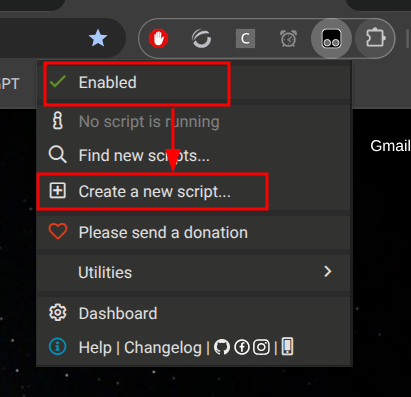 C
PT
Enabled
No script is running
Gmail
Find new scripts...
Create a new script...
Please send a donation
Utilities
Dashboard
Help | Changelog | |